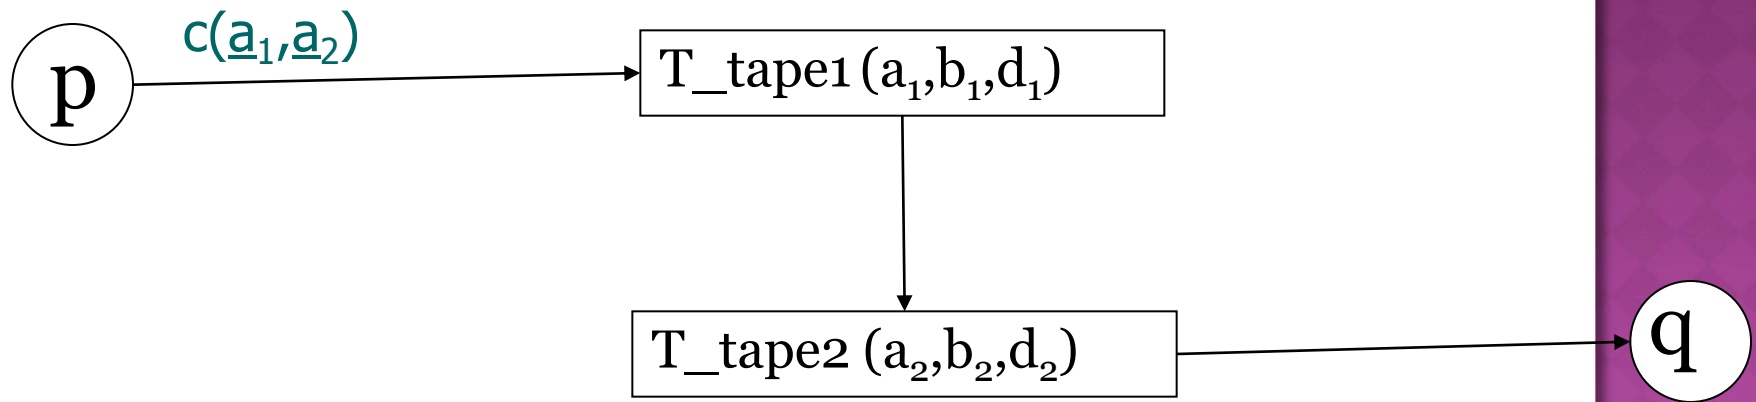 p
c(a₁,a₂)
T_tape1 (a₁,b₁,d₁)
T_tape2 (a₂,b₂,d₂)
q